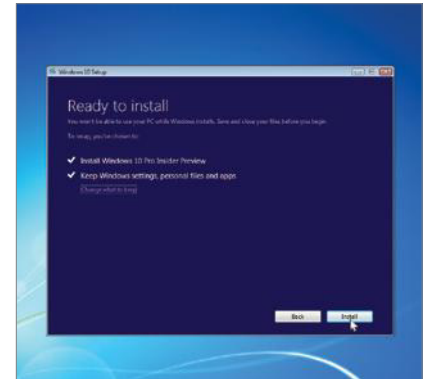 Windows 10 Setup
Ready to install
You won't be able to use your PC while Windows installs. Save and close your files before you begin.
To recap, you've chosen to:
Install Windows 10 Pro Insider Preview
Keep Windows settings, personal files and apps
Change what to keep
Back
Install